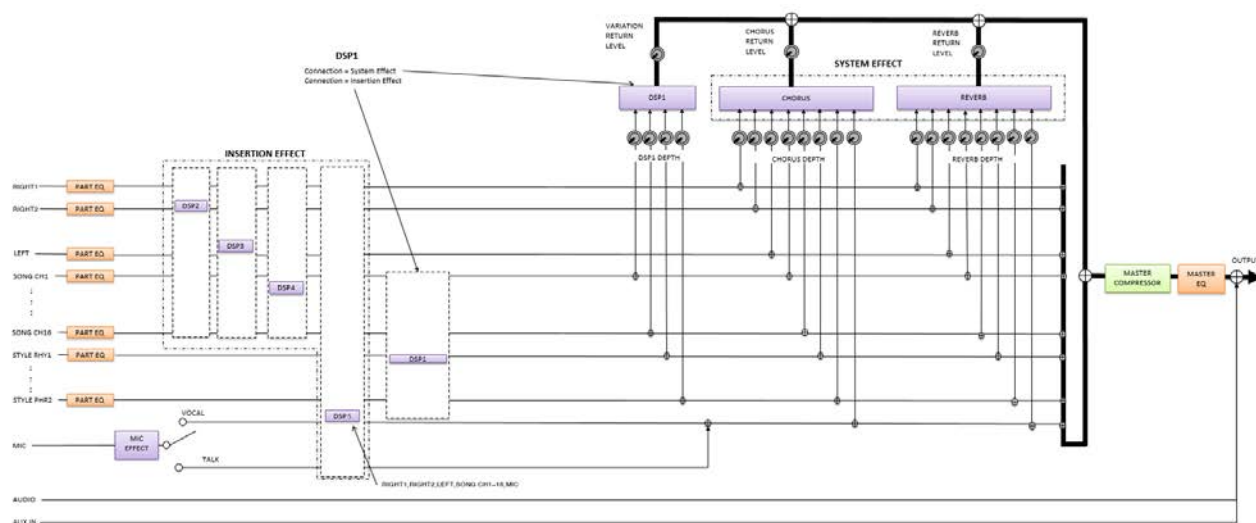 VARIATION
RETURN
LEVEL
CHORUS
RETURN
LEVEL
REVERB
RETURN
LEVEL
SYSTEM EFFECT
DSP1
Connection = System Effect
Connection = Insertion Effect
DSP1
CHORUS
REVERB
DSP1 DEPTH
CHORUS DEPTH
REVERB DEPTH
INSERTION EFFECT
RIGHT1
PART EQ
RIGHT2
PART EQ
DSP2
LEFT
PART EQ
DSP3
SONG CH1
PART EQ
DSP4
SONG CH16
PART EQ
STYLE RHY1
PART EQ
DSP1
STYLE PHR2
PART EQ
VOCAL
DSP5
MIC
MIC
EFFECT
TALK
RIGHT1,RIGHT2,LEFT,SONG CH1-16,MIC
MASTER
COMPRESSOR
MASTER
EQ
OUTPUT
AUDIO
AUX IN